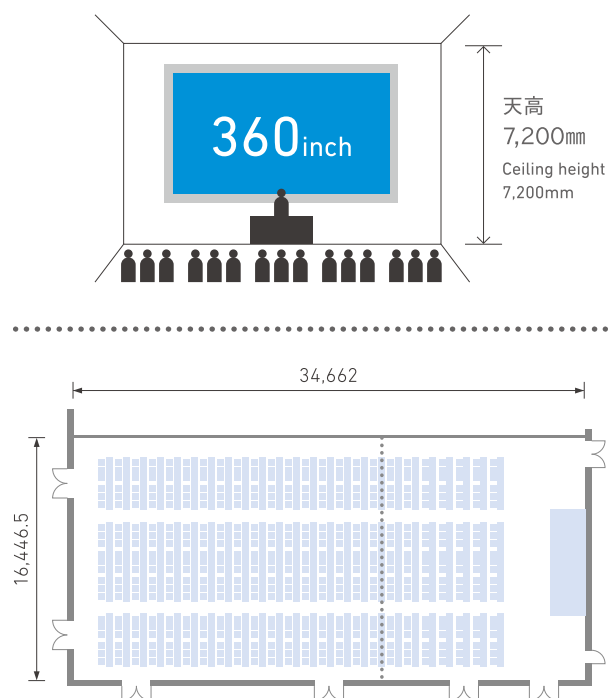 360inch
天高
7,200㎜
Ceiling height
7,200mm
34,662
16,446.5